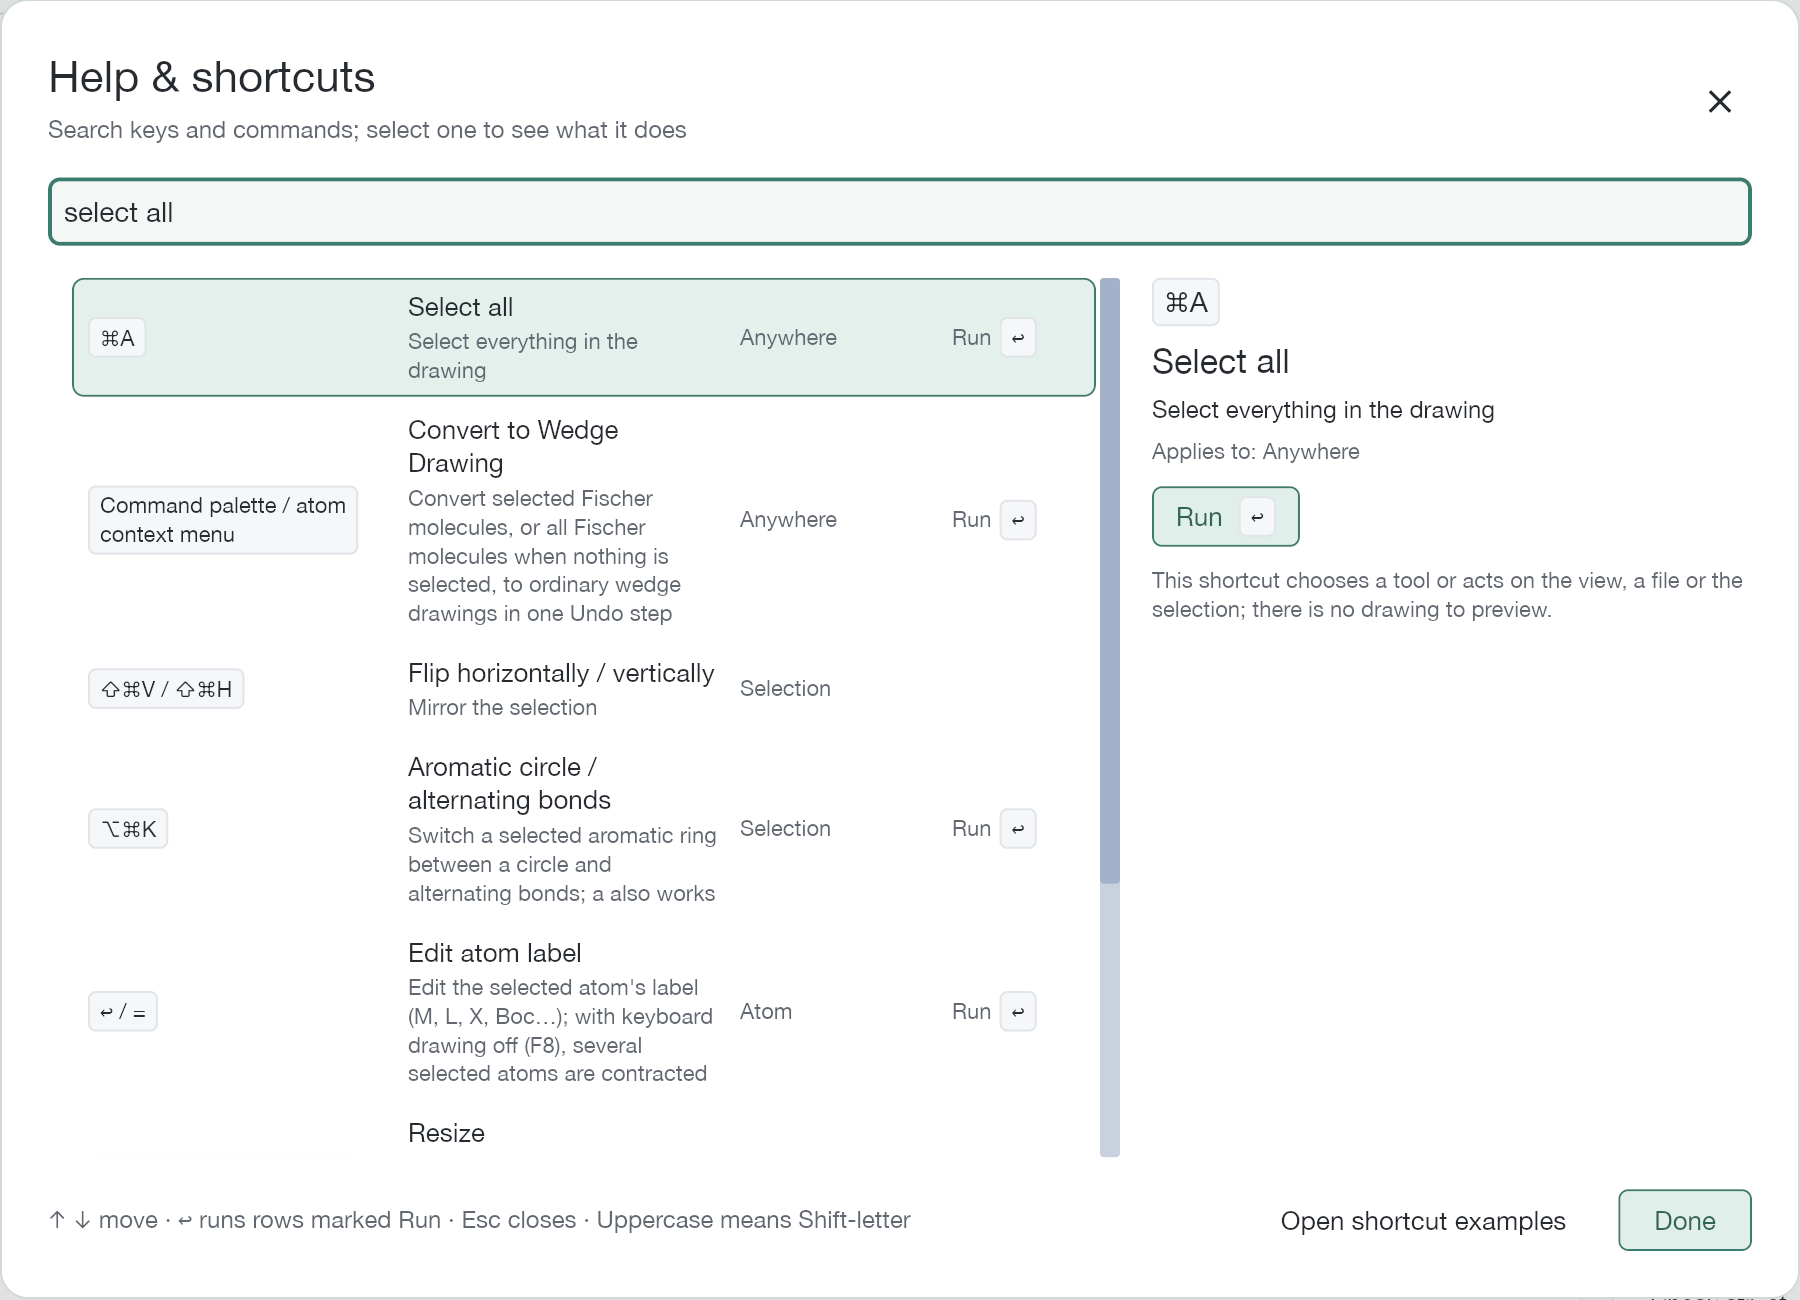 Help & shortcuts
Search keys and commands; select one to see what it does
select all
⌘A
Select all
Select everything in the
drawing
Anywhere
Run ↩
Command palette / atom
context menu
Convert to Wedge
Drawing
Convert selected Fischer
molecules, or all Fischer
molecules when nothing is
selected, to ordinary wedge
drawings in one Undo step
Anywhere
Run ↩
⇧⌘V / ⇧⌘H
Flip horizontally / vertically
Mirror the selection
Selection
⌥⌘K
Aromatic circle /
alternating bonds
Switch a selected aromatic ring
between a circle and
alternating bonds; a also works
Selection
Run ↩
↩ / =
Edit atom label
Edit the selected atom's label
(M, L, X, Boc…); with keyboard
drawing off (F8), several
selected atoms are contracted
Atom
Run ↩
Resize
⌘A
Select all
Select everything in the drawing
Applies to: Anywhere
Run ↩
This shortcut chooses a tool or acts on the view, a file or the
selection; there is no drawing to preview.
↑ ↓ move · ↩ runs rows marked Run · Esc closes · Uppercase means Shift-letter
Open shortcut examples
Done